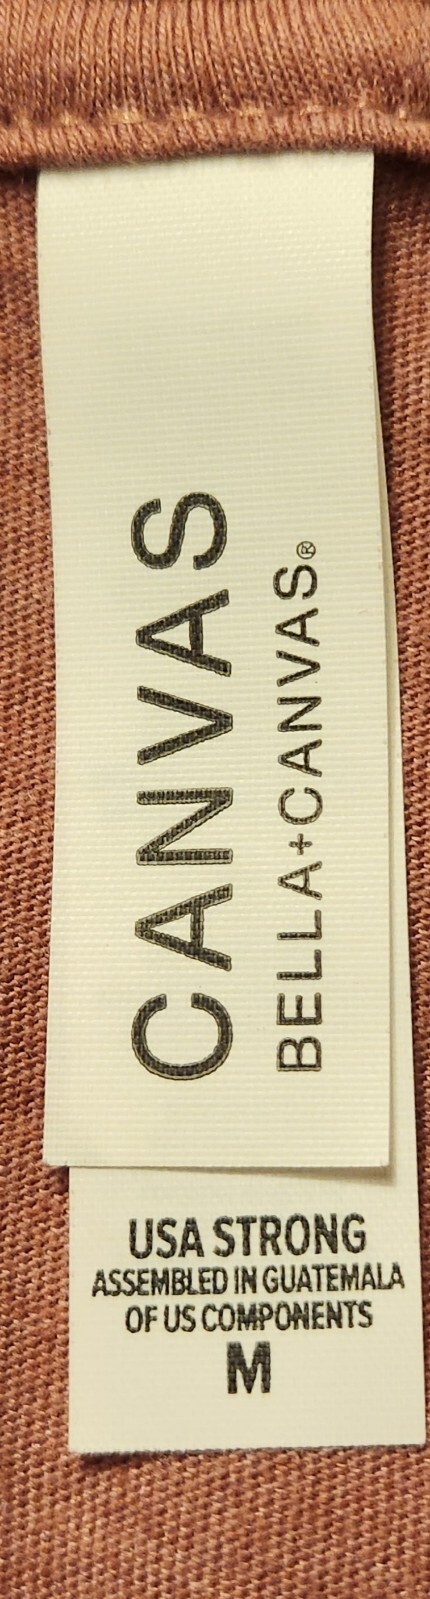 CANVAS
BELLA+CANVAS®
USA STRONG
ASSEMBLED IN GUATEMALA
OF US COMPONENTS
M